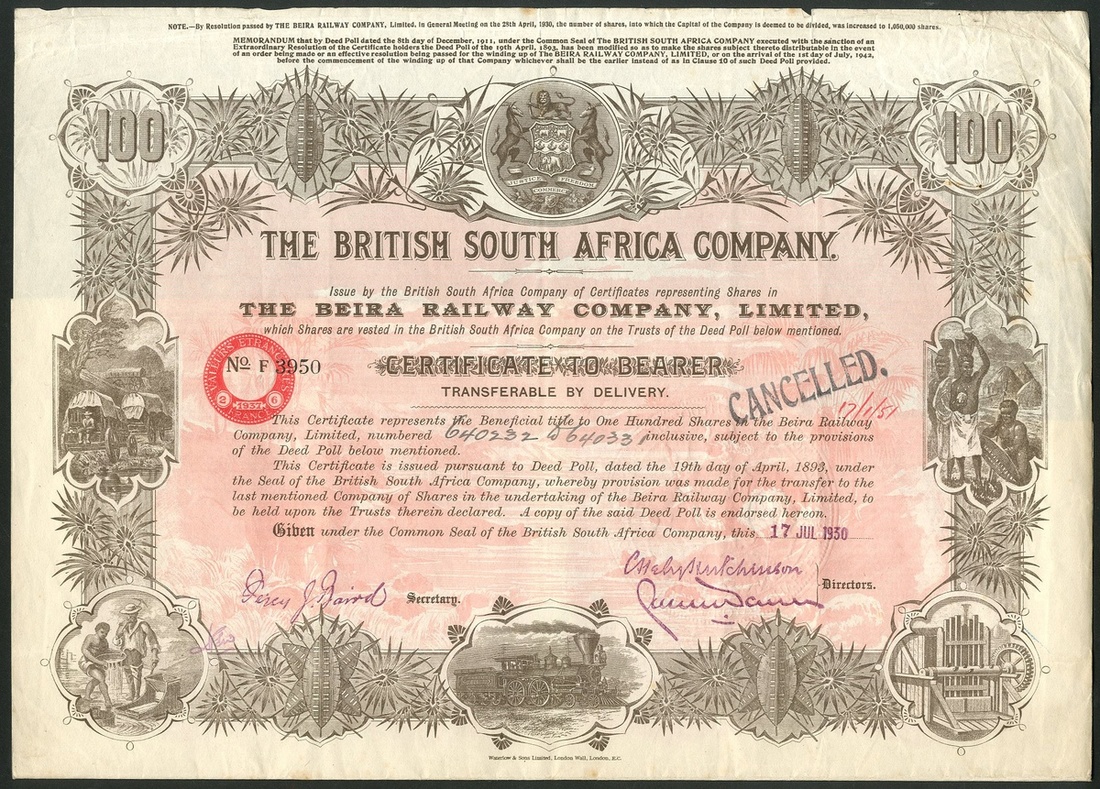 NOTE.—By Resolution passed by THE BEIRA RAILWAY COMPANY, Limited, in General Meeting on the 28th April, 1930, the number of shares, into which the Capital of the Company is deemed to be divided, was increased to 1,050,000 shares.
MEMORANDUM that by Deed Poll dated the 8th day of December, 1911, under the Common Seal of The BRITISH SOUTH AFRICA COMPANY executed with the sanction of an
Extraordinary Resolution of the Certificate holders the Deed Poll of the 19th April, 1893, has been modified so as to make the shares subject thereto distributable in the event
of an order being made or an effective resolution being passed for the winding up of The BEIRA RAILWAY COMPANY, LIMITED, or on the arrival of the 1st day of July, 1942,
before the commencement of the winding up of that Company whichever shall be the earlier instead of as in Clause 10 of such Deed Poll provided.
100 100
JUSTICE FREEDOM
COMMERCE
THE BRITISH SOUTH AFRICA COMPANY.
Issue by the British South Africa Company of Certificates representing Shares in
THE BEIRA RAILWAY COMPANY, LIMITED,
which Shares are vested in the British South Africa Company on the Trusts of the Deed Poll below mentioned.
No. F 3950
ETRANGERES
2 1937 6
CERTIFICATE TO BEARER
TRANSFERABLE BY DELIVERY.
CANCELLED.
17/1/51
This Certificate represents the Beneficial title to One Hundred Shares in the Beira Railway
Company, Limited, numbered 640232 to 640331 inclusive, subject to the provisions
of the Deed Poll below mentioned.
This Certificate is issued pursuant to Deed Poll, dated the 19th day of April, 1893, under
the Seal of the British South Africa Company, whereby provision was made for the transfer to the
last mentioned Company of Shares in the undertaking of the Beira Railway Company, Limited, to
be held upon the Trusts therein declared. A copy of the said Deed Poll is endorsed hereon.
Given under the Common Seal of the British South Africa Company, this 17 JUL 1930
Hutchinson
Directors.
Percy J. Baird Secretary.
Waterlow & Sons Limited, London Wall, London, E.C.